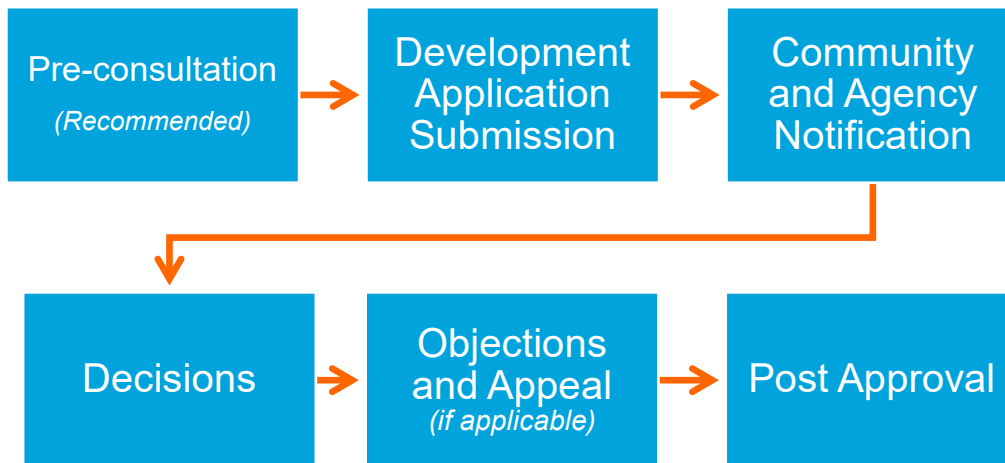 Pre-consultation
(Recommended)
Development
Application
Submission
Community
and Agency
Notification
Decisions
Objections
and Appeal
(if applicable)
Post Approval